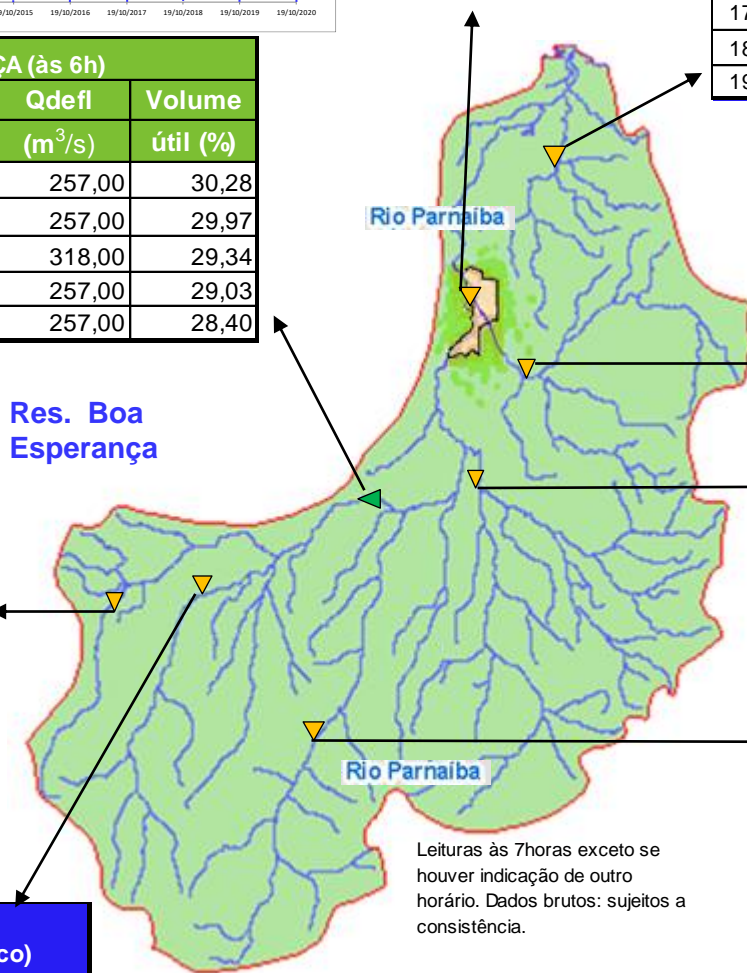 9/10/2015 19/10/2016 19/10/2017 19/10/2018 19/10/2019 19/10/2020
17
18
19
ÇA (às 6h)
Qdefl Volume
(m³/s) útil (%)
257,00 30,28
257,00 29,97
318,00 29,34
257,00 29,03
257,00 28,40
Rio Parnaíba
Res. Boa
Esperança
Rio Parnaíba
Leituras às 7horas exceto se
houver indicação de outro
horário. Dados brutos: sujeitos a
consistência.
co)